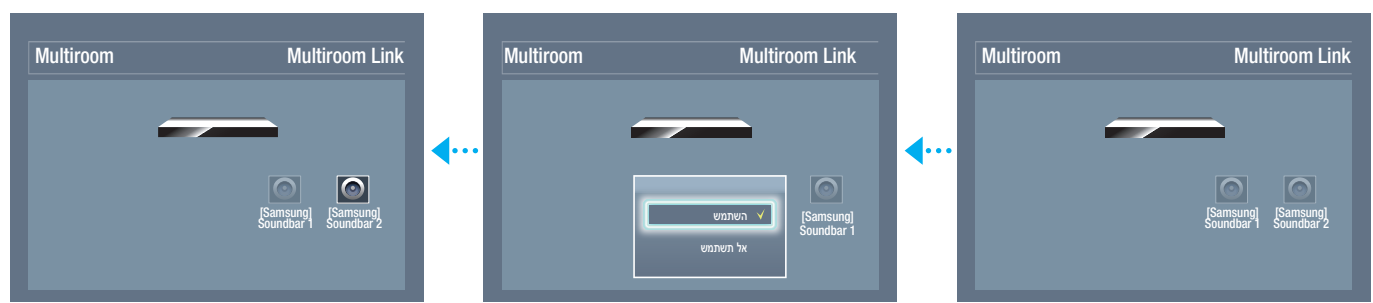 Multiroom
Multiroom Link
[Samsung]
Soundbar 1
[Samsung]
Soundbar 2
Multiroom
Multiroom Link
השתמש
אל תשתמש
[Samsung]
Soundbar 1
Multiroom
Multiroom Link
[Samsung]
Soundbar 1
[Samsung]
Soundbar 2